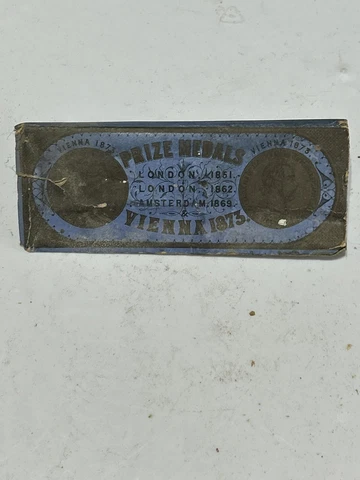 VIENNA 187
PRIZE MEDALS
VIENNA 1873
LONDON, 1851.
LONDON, 1862.
AMSTERDAM, 1869.
&
VIENNA 1873.